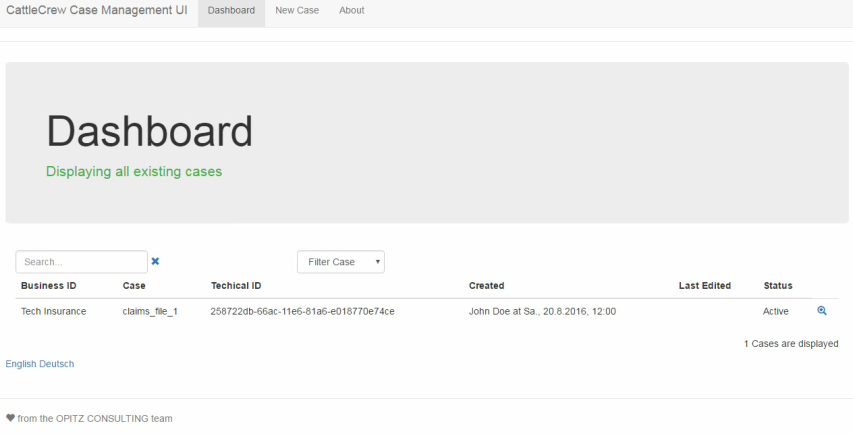 CattleCrew Case Management UI Dashboard New Case About
Dashboard
Displaying all existing cases
Search... Filter Case
Business ID Case Techical ID Created Last Edited Status
Tech Insurance claims_file_1 258722db-66ac-11e6-81a6-e018770e74ce John Doe at Sa., 20.8.2016, 12:00 Active
1 Cases are displayed
English Deutsch
from the OPITZ CONSULTING team